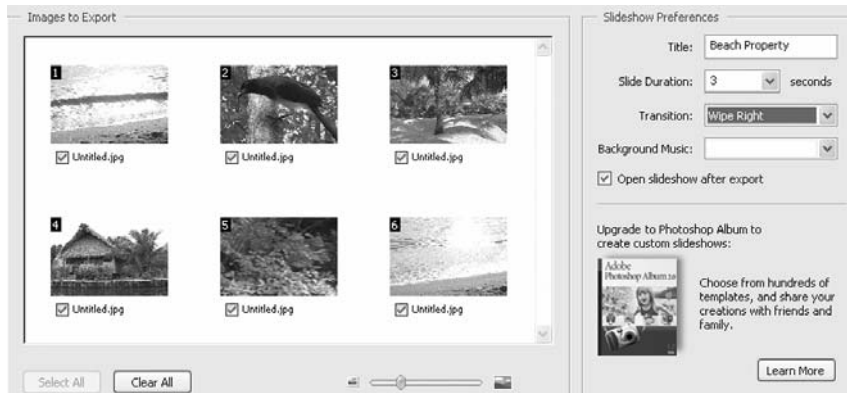 Images to Export
1
2
3
Untitled.jpg
Untitled.jpg
Untitled.jpg
4
5
6
Untitled.jpg
Untitled.jpg
Untitled.jpg
Select All
Clear All
Slideshow Preferences
Title: Beach Property
Slide Duration: 3 seconds
Transition: Wipe Right
Background Music:
Open slideshow after export
Upgrade to Photoshop Album to
create custom slideshows:
Adobe
Photoshop Album 2.0
Choose from hundreds of
templates, and share your
creations with friends and
family.
Learn More